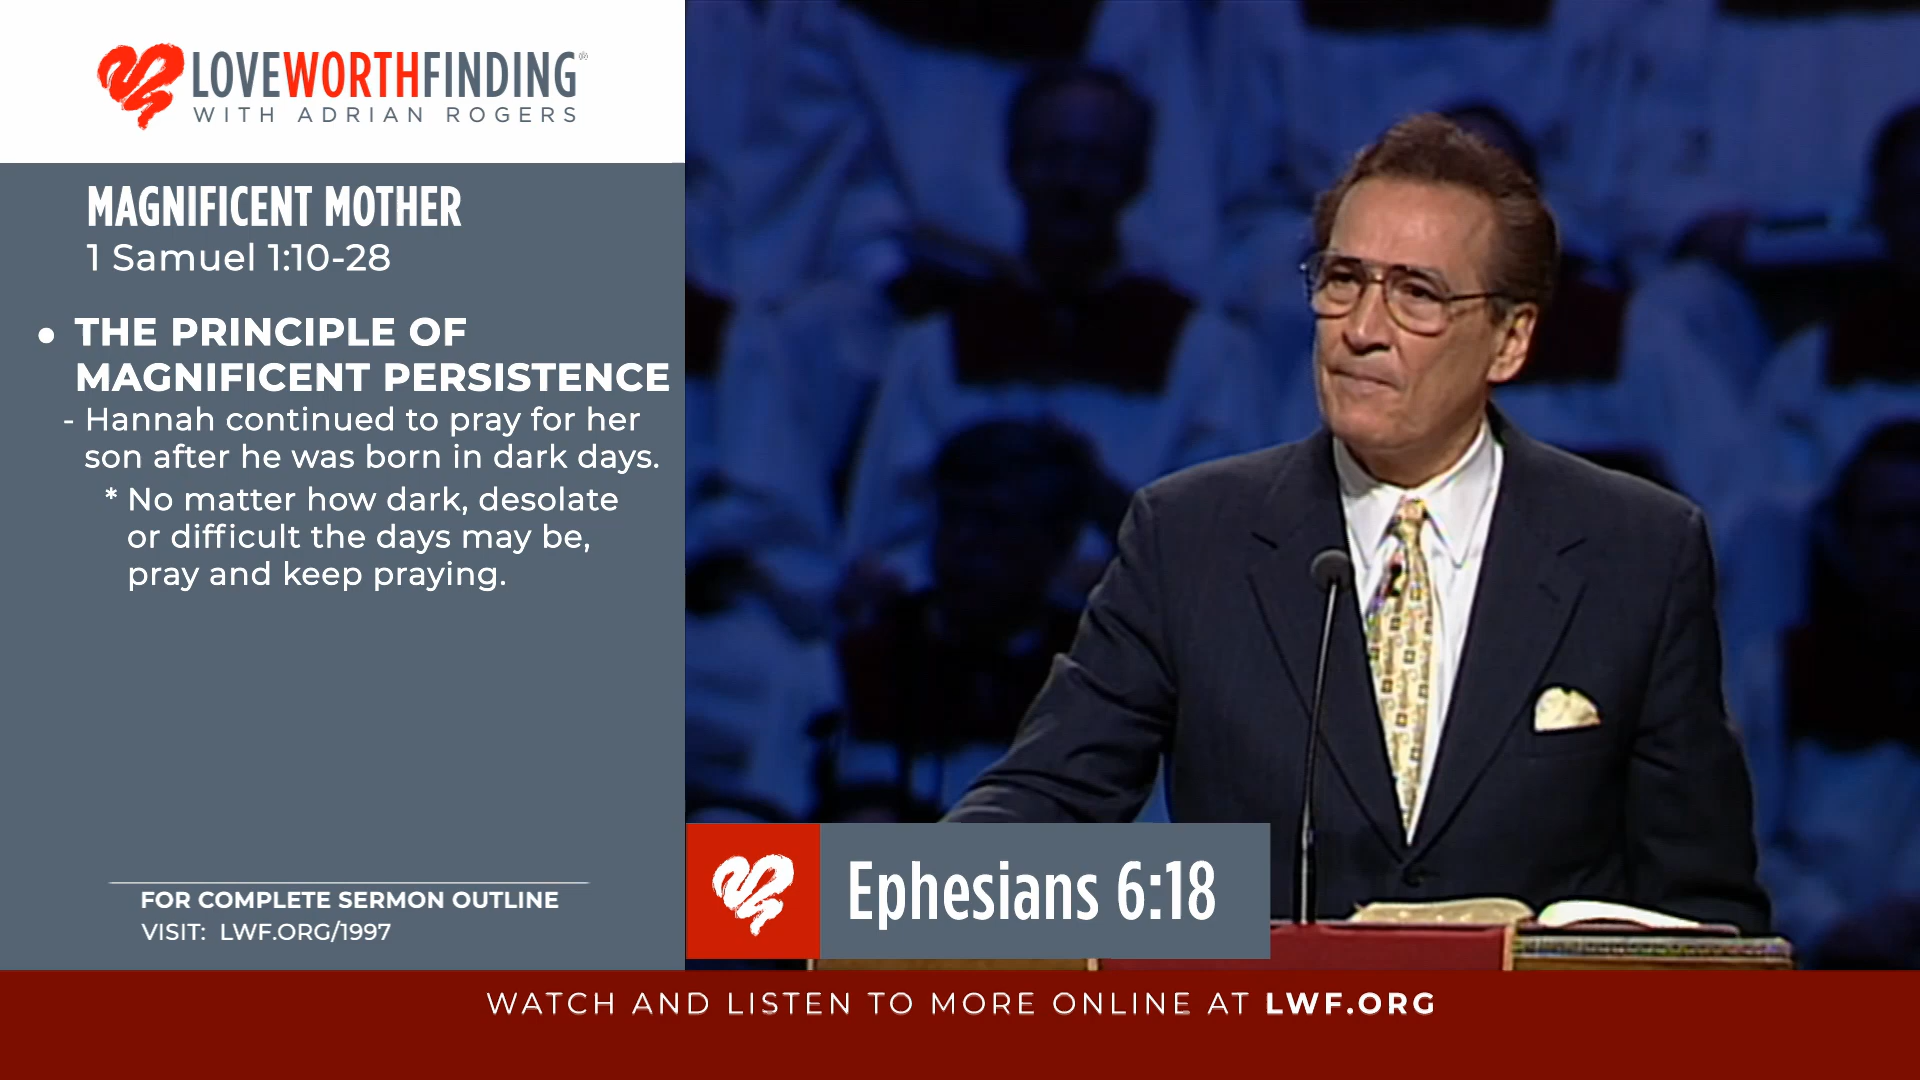 LOVEWORTHFINDING®
WITH ADRIAN ROGERS
MAGNIFICENT MOTHER
1 Samuel 1:10-28
• THE PRINCIPLE OF
MAGNIFICENT PERSISTENCE
- Hannah continued to pray for her
son after he was born in dark days.
* No matter how dark, desolate
or difficult the days may be,
pray and keep praying.
FOR COMPLETE SERMON OUTLINE
VISIT: LWF.ORG/1997
Ephesians 6:18
WATCH AND LISTEN TO MORE ONLINE AT LWF.ORG